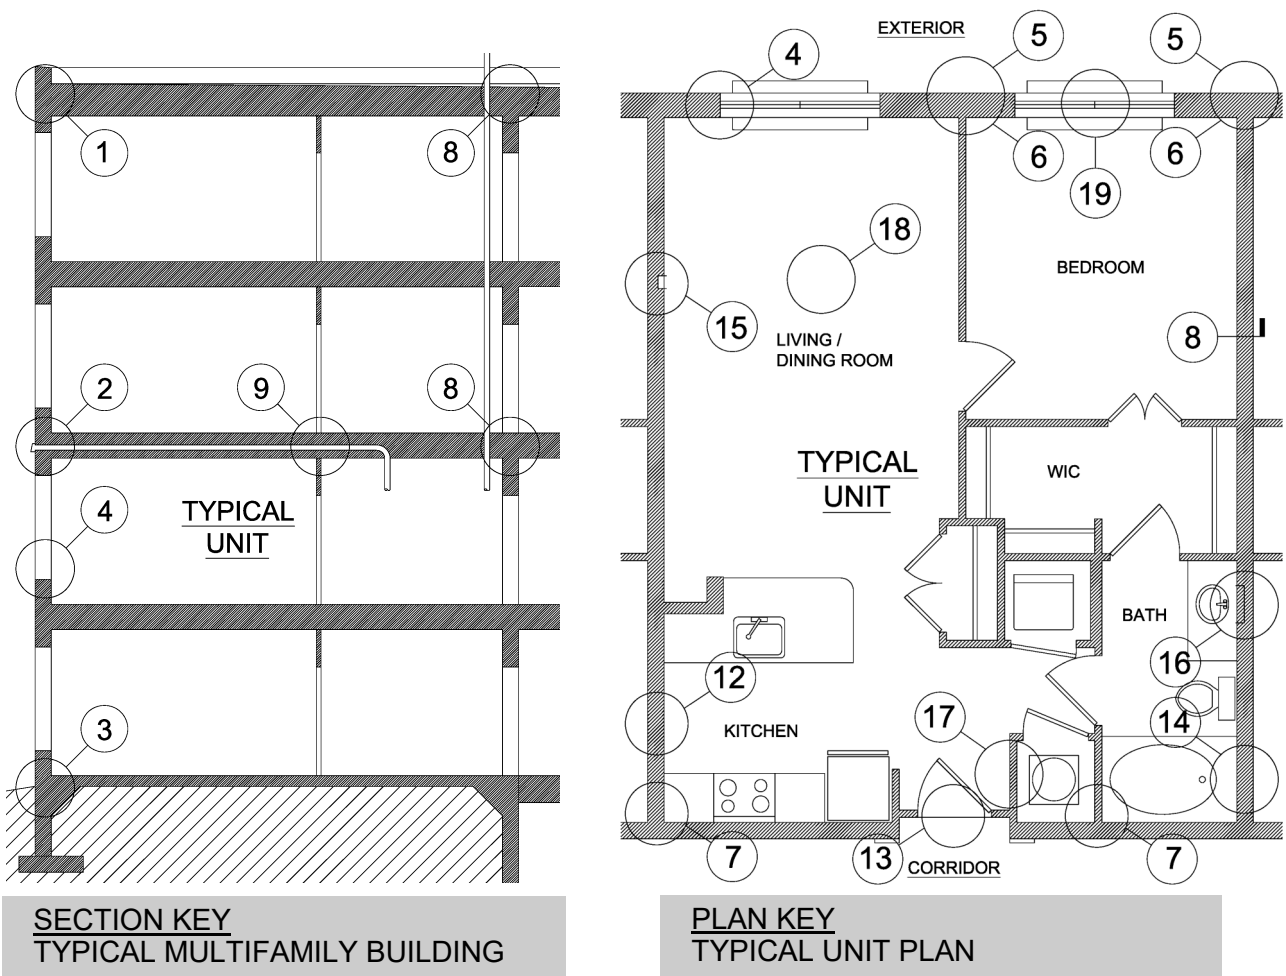 1
8
2
9
8
4
TYPICAL
UNIT
3
SECTION KEY
TYPICAL MULTIFAMILY BUILDING
EXTERIOR
4
5
5
6
6
19
18
BEDROOM
15
LIVING /
DINING ROOM
8
TYPICAL
UNIT
WIC
BATH
16
12
KITCHEN
17
14
7
13
CORRIDOR
7
PLAN KEY
TYPICAL UNIT PLAN